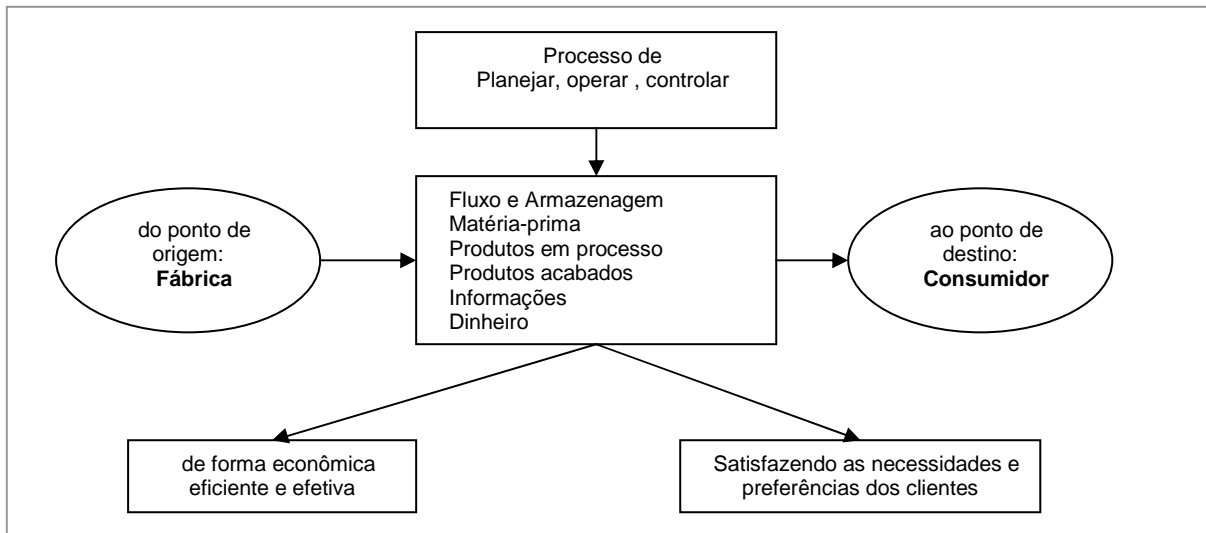 Processo de
Planejar, operar , controlar
Fluxo e Armazenagem
Matéria-prima
Produtos em processo
Produtos acabados
Informações
Dinheiro
do ponto de
origem:
Fábrica
ao ponto de
destino:
Consumidor
de forma econômica
eficiente e efetiva
Satisfazendo as necessidades e
preferências dos clientes